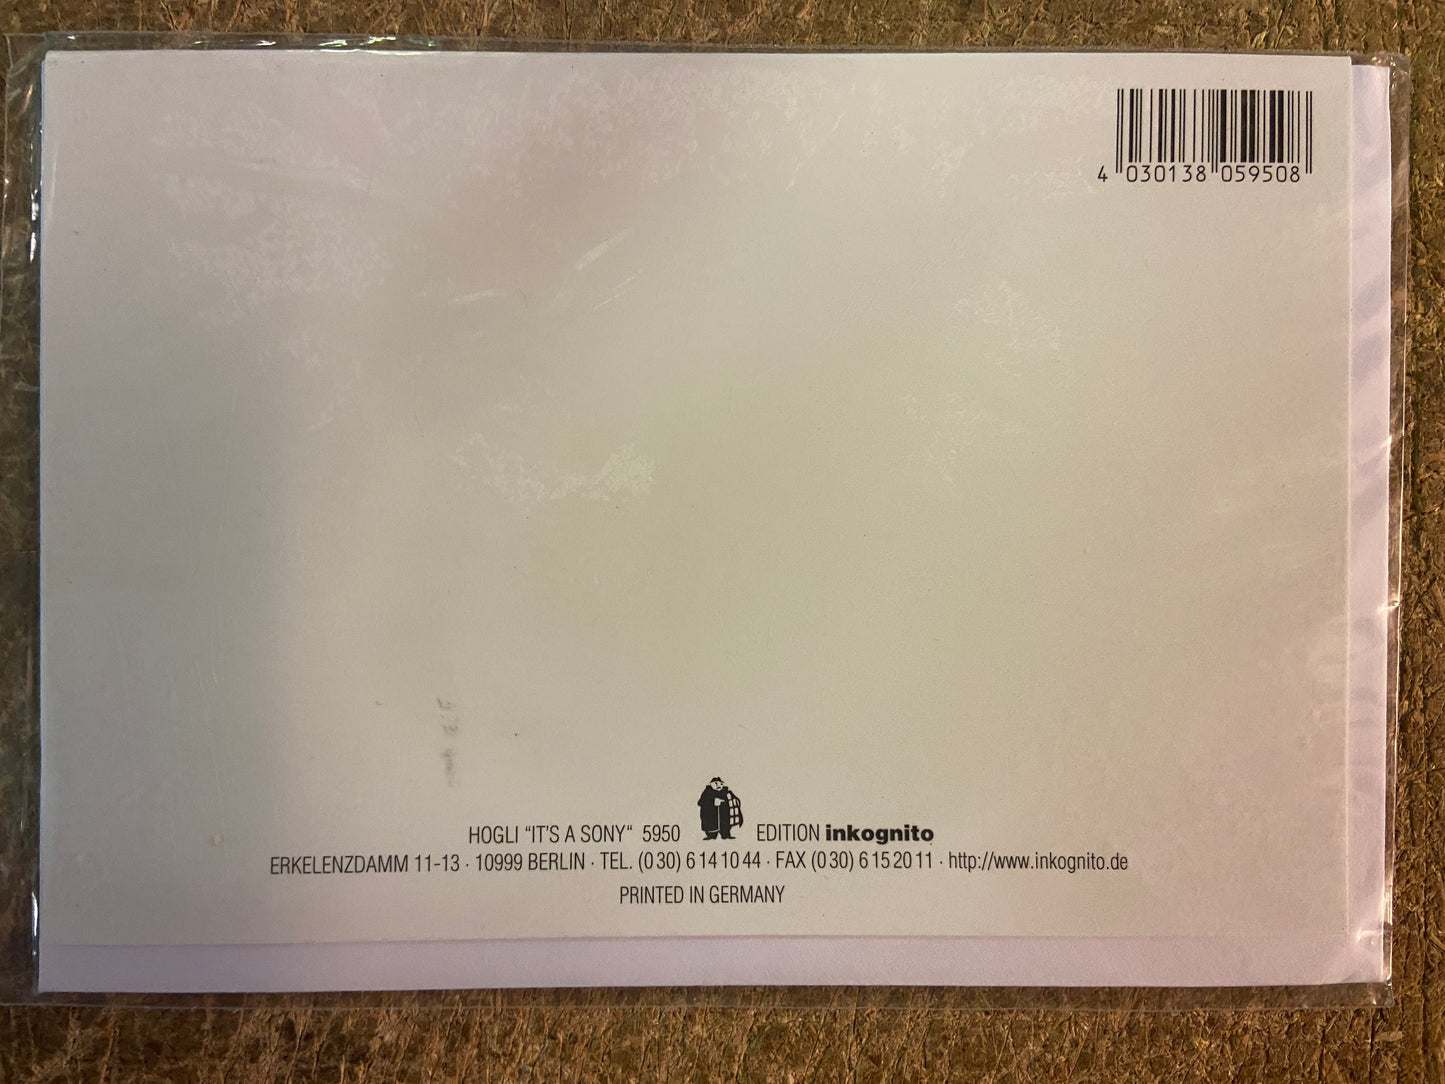 4 030138 059508
HOGLI "IT'S A SONY" 5950 EDITION inkognito
ERKELENZDAMM 11-13 · 10999 BERLIN · TEL. (0 30) 6 14 10 44 · FAX (0 30) 6 15 20 11 · http://www.inkognito.de
PRINTED IN GERMANY